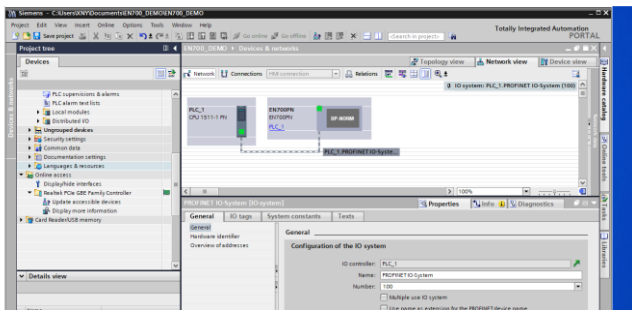 Siemens - C:\Users\XNY\Documents\EN700_DEMO\EN700_DEMO
Project Edit View Insert Online Options Tools Window Help
Totally Integrated Automation
PORTAL
Save project
Go online
Go offline
<Search in project>
Project tree
EN700_DEMO > Devices & networks
Devices
Topology view
Network view
Device view
Network
Connections
HMI connection
Relations
IO system: PLC_1.PROFINET IO-System (100)
PLC supervisions & alarms
PLC alarm text lists
Local modules
Distributed I/O
Ungrouped devices
Security settings
Common data
Documentation settings
Languages & resources
Online access
Display/hide interfaces
Realtek PCIe GBE Family Controller
Update accessible devices
Display more information
Card Reader/USB memory
PLC_1
CPU 1511-1 PN
EN700PN
EN700PN
PLC_1
DP-NORM
PLC_1.PROFINET IO-Syste...
100%
Devices & networks
Hardware catalog
Online tools
Tasks
Libraries
PROFINET IO-System [IO-system]
Properties
Info
Diagnostics
General
IO tags
System constants
Texts
General
Hardware identifier
Overview of addresses
General
Configuration of the IO system
IO controller: PLC_1
Name: PROFINET IO-System
Number: 100
Multiple use IO system
Use name as extension for the PROFINET device name
Details view
Name